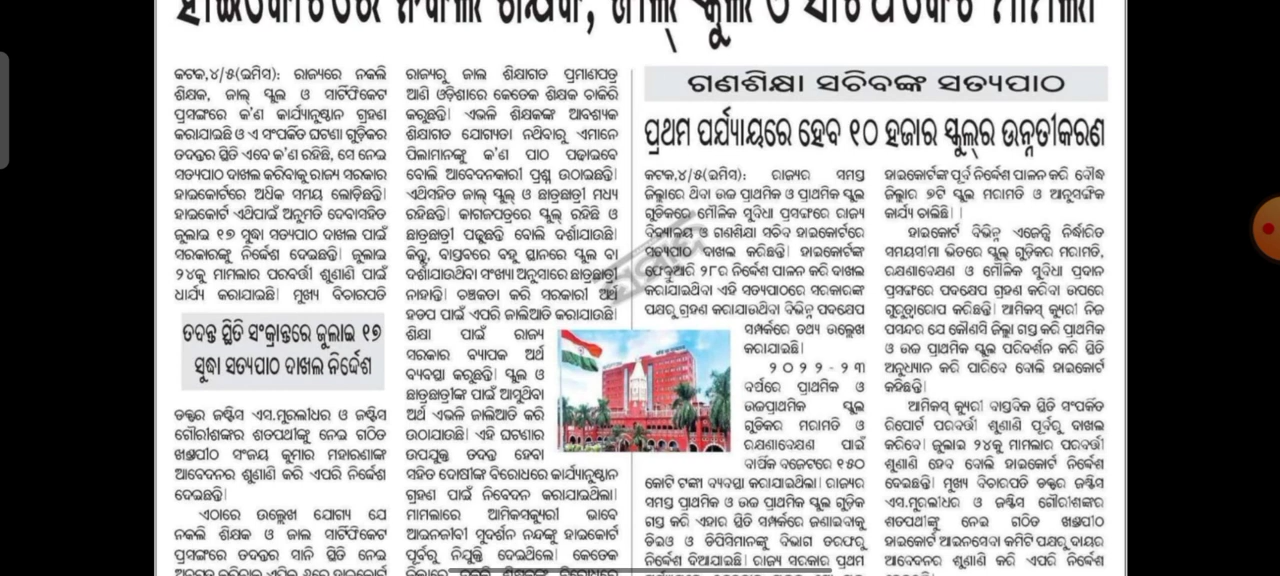 ହାଇକୋର୍ଟରେ ନକଲି ଶିକ୍ଷକ, ଜାଲ୍ ସ୍କୁଲ ଓ ସାର୍ଟିଫିକେଟ ମାମଲା
କଟକ,୪/୫(ଇମିସ): ରାଜ୍ୟରେ ନକଲି
ଶିକ୍ଷକ, ଜାଲ୍ ସ୍କୁଲ ଓ ସାର୍ଟିଫିକେଟ
ପ୍ରସଙ୍ଗରେ କ'ଣ କାର୍ଯ୍ୟାନୁଷ୍ଠାନ ଗ୍ରହଣ
କରାଯାଇଛି ଓ ଏ ସଂପର୍କିତ ଘଟଣା ଗୁଡ଼ିକର
ତଦନ୍ତର ସ୍ଥିତି ଏବେ କ'ଣ ରହିଛି, ସେ ନେଇ
ସତ୍ୟପାଠ ଦାଖଲ କରିବାକୁ ରାଜ୍ୟ ସରକାର
ହାଇକୋର୍ଟରେ ଅଧିକ ସମୟ ଲୋଡ଼ିଛନ୍ତି।
ହାଇକୋର୍ଟ ଏଥିପାଇଁ ଅନୁମତି ଦେବାସହିତ
ଜୁଲାଇ ୧୭ ସୁଦ୍ଧା ସତ୍ୟପାଠ ଦାଖଲ ପାଇଁ
ସରକାରଙ୍କୁ ନିର୍ଦ୍ଦେଶ ଦେଇଛନ୍ତି। ଜୁଲାଇ
୨୪କୁ ମାମଲାର ପରବର୍ତ୍ତୀ ଶୁଣାଣି ପାଇଁ
ଧାର୍ଯ୍ୟ କରାଯାଇଛି। ମୁଖ୍ୟ ବିଚାରପତି
ତଦନ୍ତ ସ୍ଥିତି ସଂକ୍ରାନ୍ତରେ ଜୁଲାଇ ୧୭
ସୁଦ୍ଧା ସତ୍ୟପାଠ ଦାଖଲ ନିର୍ଦ୍ଦେଶ
ଡକ୍ଟର ଜଷ୍ଟିସ ଏସ.ମୁରଲୀଧର ଓ ଜଷ୍ଟିସ
ଗୌରୀଶଙ୍କର ଶତପଥୀଙ୍କୁ ନେଇ ଗଠିତ
ଖଣ୍ଡପୀଠ ସଂଜୟ କୁମାର ମହାରଣାଙ୍କ
ଆବେଦନର ଶୁଣାଣି କରି ଏପରି ନିର୍ଦ୍ଦେଶ
ଦେଇଛନ୍ତି।
ଏଠାରେ ଉଲ୍ଲେଖ ଯୋଗ୍ୟ ଯେ
ନକଲି ଶିକ୍ଷକ ଓ ଜାଲ ସାର୍ଟିଫିକେଟ
ପ୍ରସଙ୍ଗରେ ତଦନ୍ତର ସାନି ସ୍ଥିତି ନେଇ
ରାଜ୍ୟରୁ ଜାଲ ଶିକ୍ଷାଗତ ପ୍ରମାଣପତ୍ର
ଆଣି ଓଡ଼ିଶାରେ କେତେକ ଶିକ୍ଷକ ଚାକିରି
କରୁଛନ୍ତି। ଏଭଳି ଶିକ୍ଷକଙ୍କ ଆବଶ୍ୟକ
ଶିକ୍ଷାଗତ ଯୋଗ୍ୟତା ନଥିବାରୁ ଏମାନେ
ପିଲାମାନଙ୍କୁ କ'ଣ ପାଠ ପଢାଇବେ
ବୋଲି ଆବେଦନକାରୀ ପ୍ରଶ୍ନ ଉଠାଇଛନ୍ତି।
ଏଥିସହିତ ଜାଲ୍ ସ୍କୁଲ୍ ଓ ଛାତ୍ରଛାତ୍ରୀ ମଧ୍ୟ
ରହିଛନ୍ତି। କାଗଜପତ୍ରରେ ସ୍କୁଲ୍ ରହିଛି ଓ
ଛାତ୍ରଛାତ୍ରୀ ପଢୁଛନ୍ତି ବୋଲି ଦର୍ଶାଯାଉଛି।
କିନ୍ତୁ, ବାସ୍ତବରେ ବହୁ ସ୍ଥାନରେ ସ୍କୁଲ ବା
ଦର୍ଶାଯାଉଥିବା ସଂଖ୍ୟା ଅନୁସାରେ ଛାତ୍ରଛାତ୍ରୀ
ନାହାନ୍ତି। ଚଞ୍ଚକତା କରି ସରକାରୀ ଅର୍ଥ
ହଡପ ପାଇଁ ଏପରି ଜାଲିଆତି କରାଯାଉଛି।
ଶିକ୍ଷା ପାଇଁ ରାଜ୍ୟ
ସରକାର ବ୍ୟାପକ ଅର୍ଥ
ବ୍ୟବସ୍ଥା କରୁଛନ୍ତି। ସ୍କୁଲ ଓ
ଛାତ୍ରଛାତ୍ରୀଙ୍କ ପାଇଁ ଆସୁଥିବା
ଅର୍ଥ ଏଭଳି ଜାଲିଆତି କରି
ଉଠାଯାଉଛି। ଏହି ଘଟଣାର
ଉପଯୁକ୍ତ ତଦନ୍ତ ହେବା
ସହିତ ଦୋଷୀଙ୍କ ବିରୋଧରେ କାର୍ଯ୍ୟାନୁଷ୍ଠାନ
ଗ୍ରହଣ ପାଇଁ ନିବେଦନ କରାଯାଇଥିଲା।
ମାମଲାରେ ଆମିକସକ୍ୟୁରୀ ଭାବେ
ଆଇନଜୀବୀ ସୁଦର୍ଶନ ନନ୍ଦଙ୍କୁ ହାଇକୋର୍ଟ
ପୂର୍ବରୁ ନିଯୁକ୍ତି ଦେଇଥିଲେ। କେତେକ
ଗଣଶିକ୍ଷା ସଚିବଙ୍କ ସତ୍ୟପାଠ
ପ୍ରଥମ ପର୍ଯ୍ୟାୟରେ ହେବ ୧୦ ହଜାର ସ୍କୁଲ୍‌ର ଉନ୍ନତୀକରଣ
କଟକ,୪/୫(ଇମିସ): ରାଜ୍ୟର ସମସ୍ତ
ଜିଲ୍ଲାରେ ଥିବା ଉଚ୍ଚ ପ୍ରାଥମିକ ଓ ପ୍ରାଥମିକ ସ୍କୁଲ
ଗୁଡିକରେ ମୌଳିକ ସୁବିଧା ପ୍ରସଙ୍ଗରେ ରାଜ୍ୟ
ବିଦ୍ୟାଳୟ ଓ ଗଣଶିକ୍ଷା ସଚିବ ହାଇକୋର୍ଟରେ
ସତ୍ୟପାଠ ଦାଖଲ କରିଛନ୍ତି। ହାଇକୋର୍ଟଙ୍କ
ଫେବୃଆରି ୨୮ର ନିର୍ଦ୍ଦେଶ ପାଳନ କରି ଦାଖଲ
କରାଯାଇଥିବା ଏହି ସତ୍ୟପାଠରେ ସରକାରଙ୍କ
ପକ୍ଷରୁ ଗ୍ରହଣ କରାଯାଉଥିବା ବିଭିନ୍ନ ପଦକ୍ଷେପ
ସମ୍ପର୍କରେ ତଥ୍ୟ ଉଲ୍ଲେଖ
କରାଯାଇଛି।
୨୦୨୨-୨୩
ବର୍ଷରେ ପ୍ରାଥମିକ ଓ
ଉଚ୍ଚପ୍ରାଥମିକ ସ୍କୁଲ
ଗୁଡିକର ମରାମତି ଓ
ରକ୍ଷଣାବେକ୍ଷଣ ପାଇଁ
ବାର୍ଷିକ ବଜେଟରେ ୧୫୦
କୋଟି ଟଙ୍କା ବ୍ୟବସ୍ଥା କରାଯାଇଥିଲା। ରାଜ୍ୟର
ସମସ୍ତ ପ୍ରାଥମିକ ଓ ଉଚ୍ଚ ପ୍ରାଥମିକ ସ୍କୁଲ ଗୁଡ଼ିକ
ଗସ୍ତ କରି ଏହାର ସ୍ଥିତି ସମ୍ପର୍କରେ ଜଣାଇବାକୁ
ଡିଇଓ ଓ ଡିପିସିମାନଙ୍କୁ ବିଭାଗ ତରଫରୁ
ନିର୍ଦ୍ଦେଶ ଦିଆଯାଇଛି। ରାଜ୍ୟ ସରକାର ପ୍ରଥମ
ହାଇକୋର୍ଟଙ୍କ ପୂର୍ବ ନିର୍ଦ୍ଦେଶ ପାଳନ କରି ବୌଦ୍ଧ
ଜିଲ୍ଲାର ୭ଟି ସ୍କୁଲ ମରାମତି ଓ ଆନୁସଙ୍ଗିକ
କାର୍ଯ୍ୟ ଚାଲିଛି।।
ହାଇକୋର୍ଟ ବିଭିନ୍ନ ଏଜେନ୍ସି ନିର୍ଦ୍ଧାରିତ
ସମୟସୀମା ଭିତରେ ସ୍କୁଲ୍ ଗୁଡ଼ିକର ମରାମତି,
ରକ୍ଷଣାବେକ୍ଷଣ ଓ ମୌଳିକ ସୁବିଧା ପ୍ରଦାନ
ପ୍ରସଙ୍ଗରେ ପଦକ୍ଷେପ ଗ୍ରହଣ କରିବା ଉପରେ
ଗୁରୁତ୍ୱାରୋପ କରିଛନ୍ତି। ଆମିକସ୍ କ୍ୟୁରୀ ନିଜ
ପସନ୍ଦର ଯେ କୌଣସି ଜିଲ୍ଲା ଗସ୍ତ କରି ପ୍ରାଥମିକ
ଓ ଉଚ୍ଚ ପ୍ରାଥମିକ ସ୍କୁଲ ପରିଦର୍ଶନ କରି ସ୍ଥିତି
ଅନୁଧ୍ୟାନ କରି ପାରିବେ ବୋଲି ହାଇକୋର୍ଟ
କହିଛନ୍ତି।
ଆମିକସ୍ କ୍ୟୁରୀ ବାସ୍ତବିକ ସ୍ଥିତି ସଂପର୍କିତ
ରିପୋର୍ଟ ପରବର୍ତ୍ତୀ ଶୁଣାଣି ପୂର୍ବରୁ ଦାଖଲ
କରିବେ। ଜୁଲାଇ ୨୪କୁ ମାମଲାର ପରବର୍ତ୍ତୀ
ଶୁଣାଣି ହେବ ବୋଲି ହାଇକୋର୍ଟ ନିର୍ଦ୍ଦେଶ
ଦେଇଛନ୍ତି। ମୁଖ୍ୟ ବିଚାରପତି ଡକ୍ଟର ଜଷ୍ଟିସ
ଏସ.ମୁରଲୀଧର ଓ ଜଷ୍ଟିସ ଗୌରୀଶଙ୍କର
ଶତପଥୀଙ୍କୁ ନେଇ ଗଠିତ ଖଣ୍ଡପୀଠ
ହାଇକୋର୍ଟ ଆଇନସେବା କମିଟି ପକ୍ଷରୁ ଦାୟର
ଆବେଦନର ଶୁଣାଣି କରି ଏପରି ନିର୍ଦ୍ଦେଶ